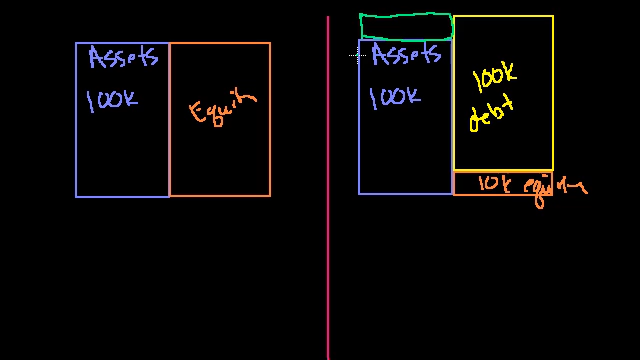 Assets
100k
Equity
Assets
100k
100k
debt
10k equity